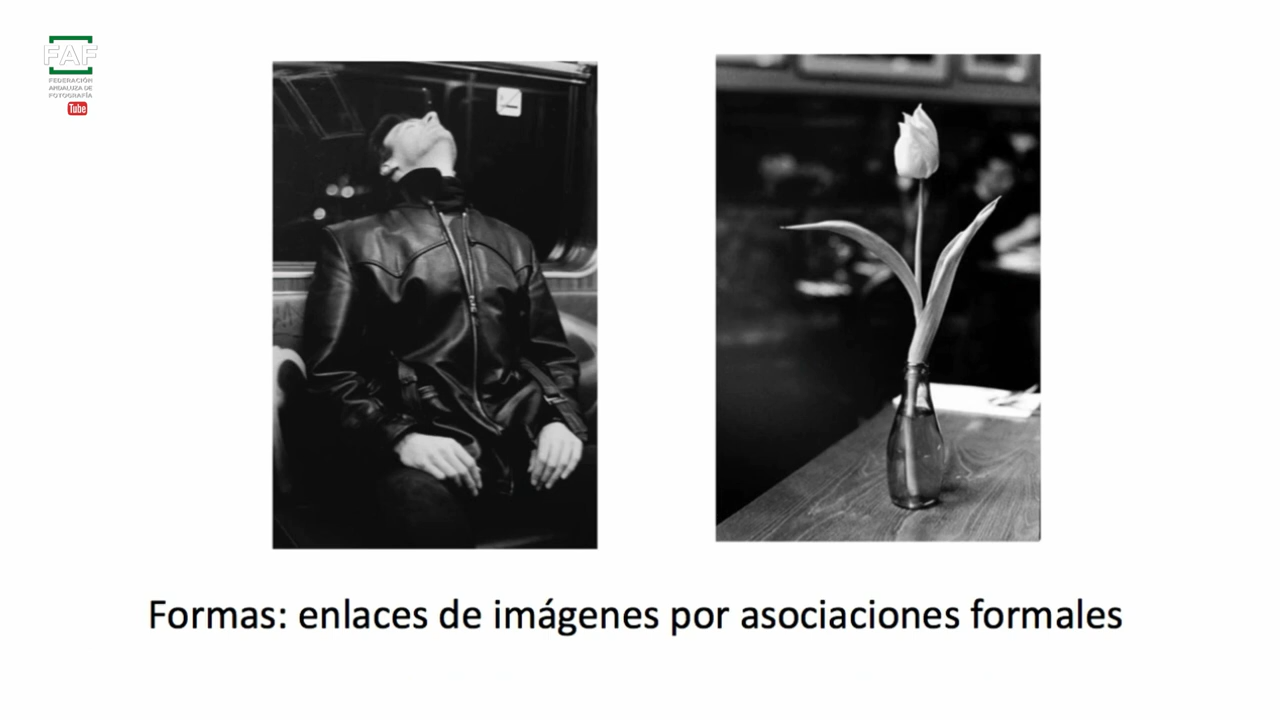 FAF
FEDERACIÓN
ANDALUZA DE
FOTOGRAFÍA
Tube
Formas: enlaces de imágenes por asociaciones formales